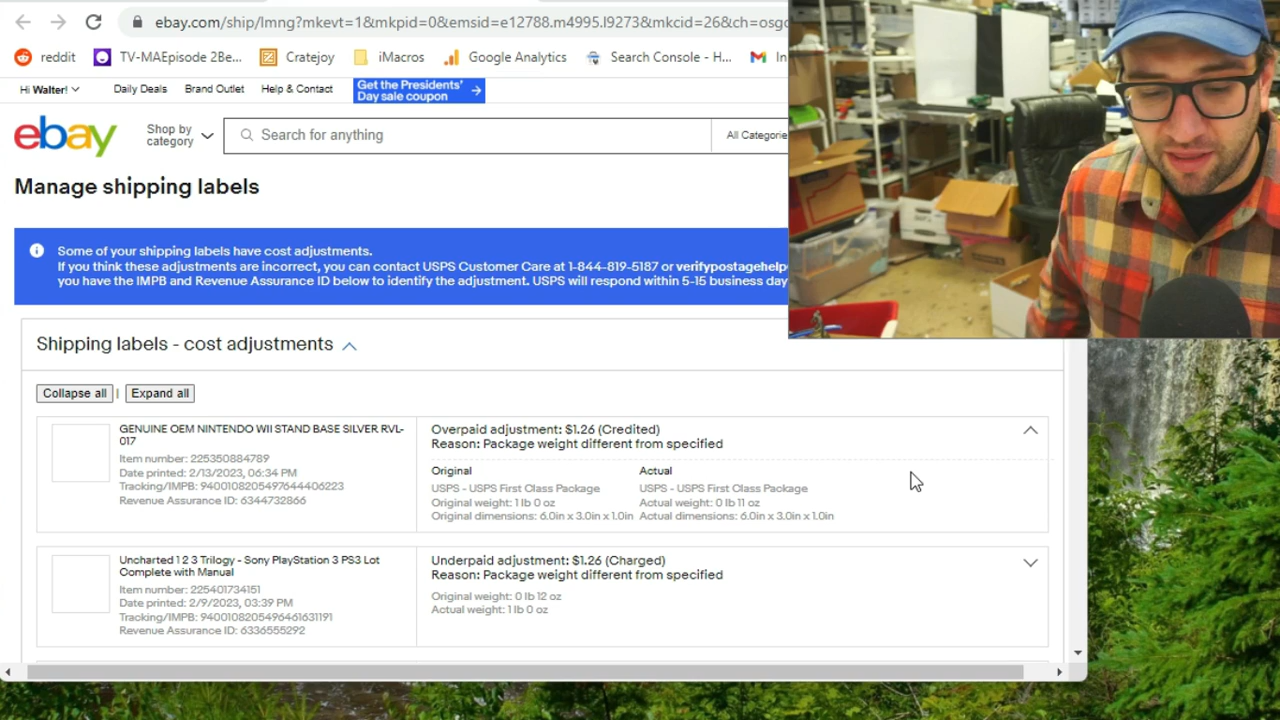 ebay.com/ship/lmng?mkevt=1&mkpid=0&emsid=e12788.m4995.l9273&mkcid=26&ch=osgo
reddit TV-MAEpisode 2Be... Cratejoy iMacros Google Analytics Search Console - H... In
Hi Walter! Daily Deals Brand Outlet Help & Contact
Get the Presidents'
Day sale coupon
ebay
Shop by
category
Search for anything
All Categorie
Manage shipping labels
Some of your shipping labels have cost adjustments.
If you think these adjustments are incorrect, you can contact USPS Customer Care at 1-844-819-5187 or verifypostagehelp
you have the IMPB and Revenue Assurance ID below to identify the adjustment. USPS will respond within 5-15 business day
Shipping labels - cost adjustments
Collapse all | Expand all
GENUINE OEM NINTENDO WII STAND BASE SILVER RVL-
017
Item number: 225350884789
Date printed: 2/13/2023, 06:34 PM
Tracking/IMPB: 9400108205497644406223
Revenue Assurance ID: 6344732866
Overpaid adjustment: $1.26 (Credited)
Reason: Package weight different from specified
Original
USPS - USPS First Class Package
Original weight: 1 lb 0 oz
Original dimensions: 6.0in x 3.0in x 1.0in
Actual
USPS - USPS First Class Package
Actual weight: 0 lb 11 oz
Actual dimensions: 6.0in x 3.0in x 1.0in
Uncharted 1 2 3 Trilogy - Sony PlayStation 3 PS3 Lot
Complete with Manual
Item number: 225401734151
Date printed: 2/9/2023, 03:39 PM
Tracking/IMPB: 9400108205496461631191
Revenue Assurance ID: 6336555292
Underpaid adjustment: $1.26 (Charged)
Reason: Package weight different from specified
Original weight: 0 lb 12 oz
Actual weight: 1 lb 0 oz